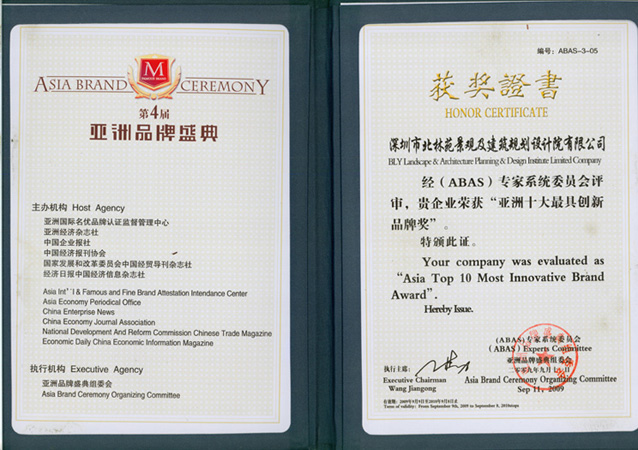 M
ASIA BRAND CEREMONY
第4届
亚洲品牌盛典
主办机构 Host Agency
亚洲国际名优品牌认证监督管理中心
亚洲经济杂志社
中国企业报社
中国经济报刊协会
国家发展和改革委员会中国经贸导刊杂志社
经济日报中国经济信息杂志社
Asia Int'l & Famous and Fine Brand Attestation Intendance Center
Asia Economy Periodical Office
China Enterprise News
China Economy Journal Association
National Development And Reform Commission Chinese Trade Magazine
Economic Daily China Economic Information Magazine
执行机构 Executive Agency
亚洲品牌盛典组委会
Asia Brand Ceremony Organizing Committee
编号: ABAS-3-05
获奖證書
HONOR CERTIFICATE
深圳市北林苑景观及建筑规划设计院有限公司
BLY Landscape & Architecture Planning & Design Institute Limited Company
经（ABAS）专家系统委员会评
审，贵企业荣获“亚洲十大最具创新
品牌奖”。
特颁此证。
Your company was evaluated as
“Asia Top 10 Most Innovative Brand
Award”.
Hereby Issue.
(ABAS)专家系统委员会
(ABAS) Experts Committee
亚洲品牌盛典组委会
执行主席:
Executive Chairman
Wang Jiangong
Asia Brand Ceremony Organizing Committee
Sep 11, 2009